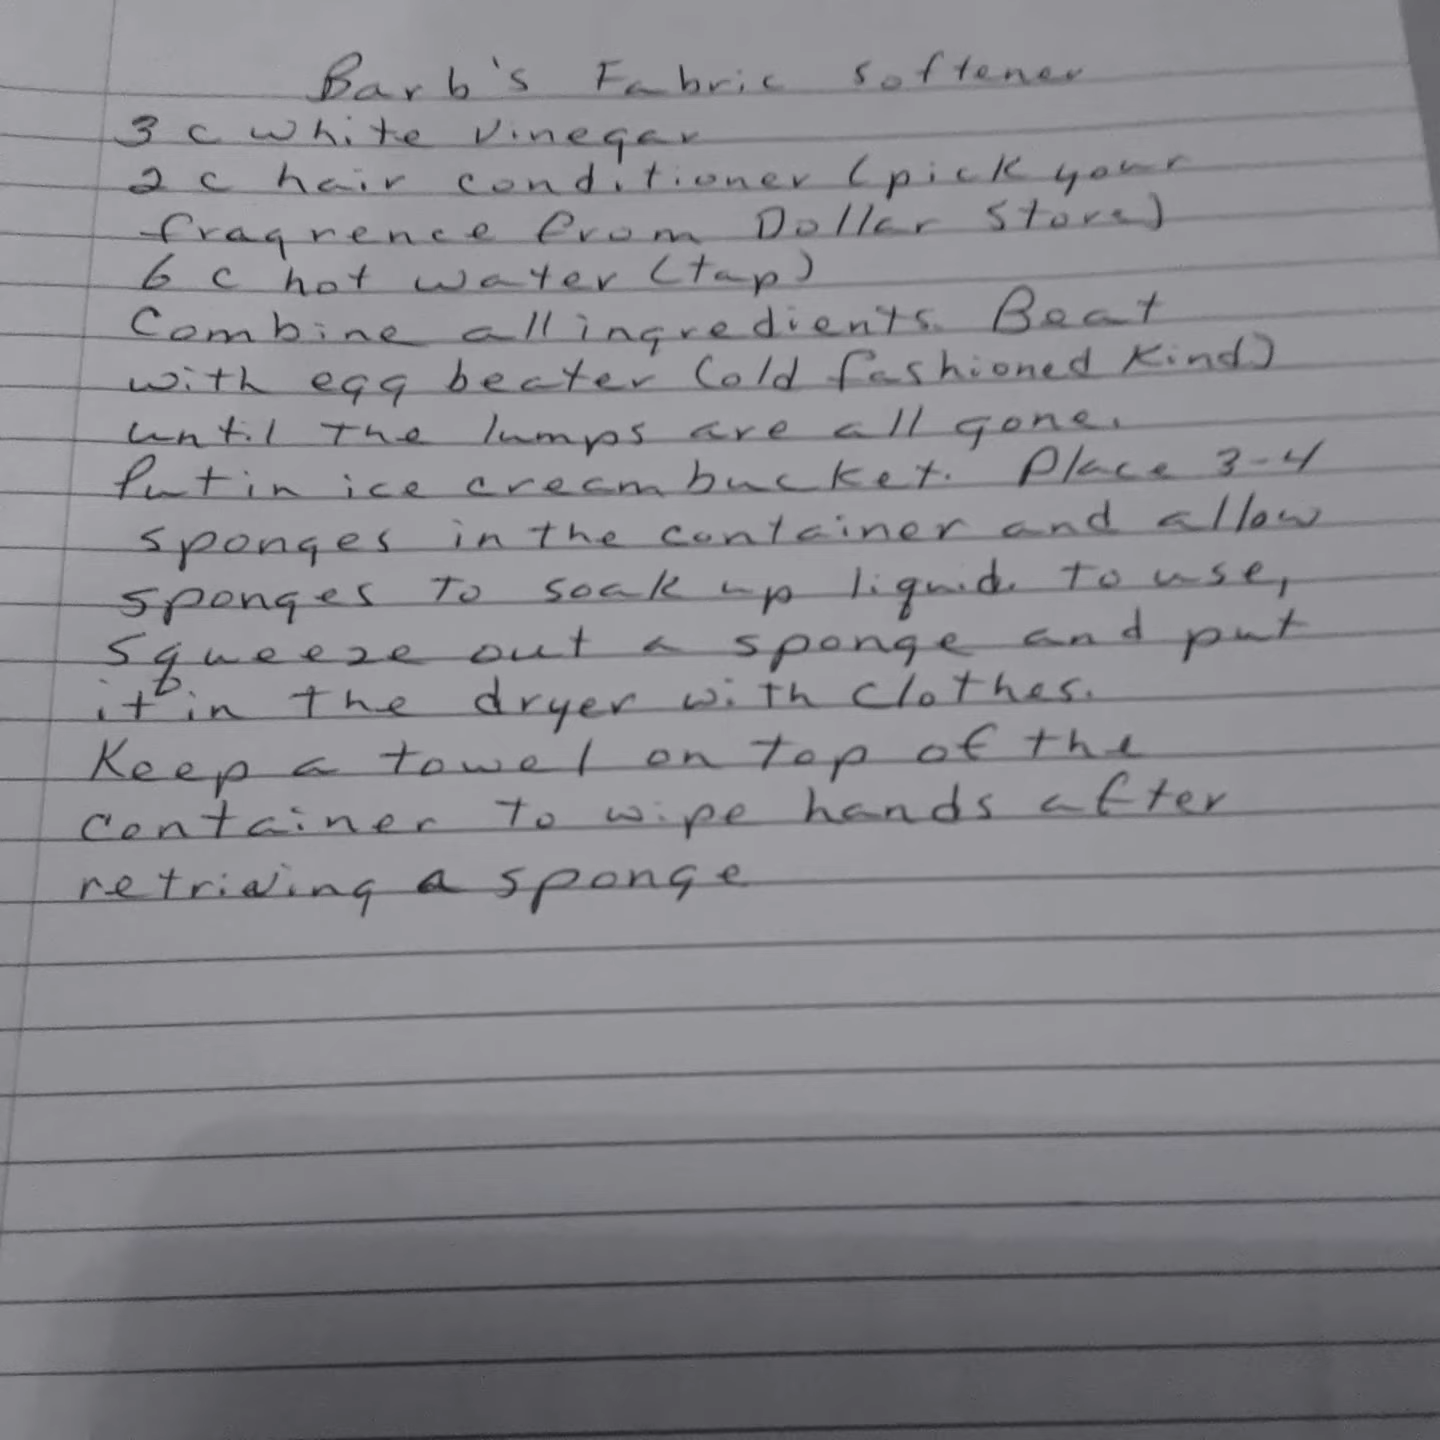 Barb's Fabric Softener
3 c white vinegar
2 c hair conditioner (pick your
fragrence from Dollar Store)
6 c hot water (tap)
Combine all ingredients. Beat
with egg beater (old fashioned kind)
until the lumps are all gone.
Put in ice cream bucket. Place 3-4
sponges in the container and allow
sponges to soak up liquid. To use,
squeeze out a sponge and put
it in the dryer with clothes.
Keep a towel on top of the
container to wipe hands after
retriving a sponge